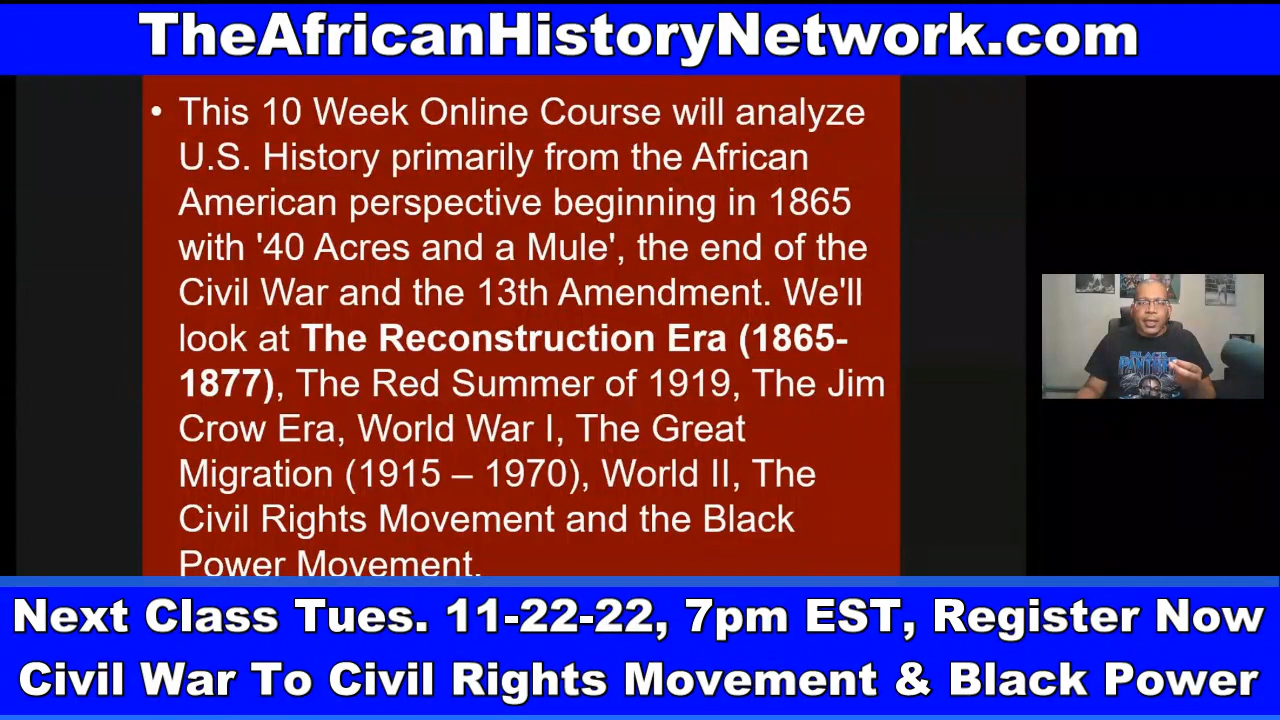 TheAfricanHistoryNetwork.com
• This 10 Week Online Course will analyze
U.S. History primarily from the African
American perspective beginning in 1865
with '40 Acres and a Mule', the end of the
Civil War and the 13th Amendment. We'll
look at The Reconstruction Era (1865-
1877), The Red Summer of 1919, The Jim
Crow Era, World War I, The Great
Migration (1915 – 1970), World II, The
Civil Rights Movement and the Black
Power Movement.
BLACK
PANTHER
Next Class Tues. 11-22-22, 7pm EST, Register Now
Civil War To Civil Rights Movement & Black Power